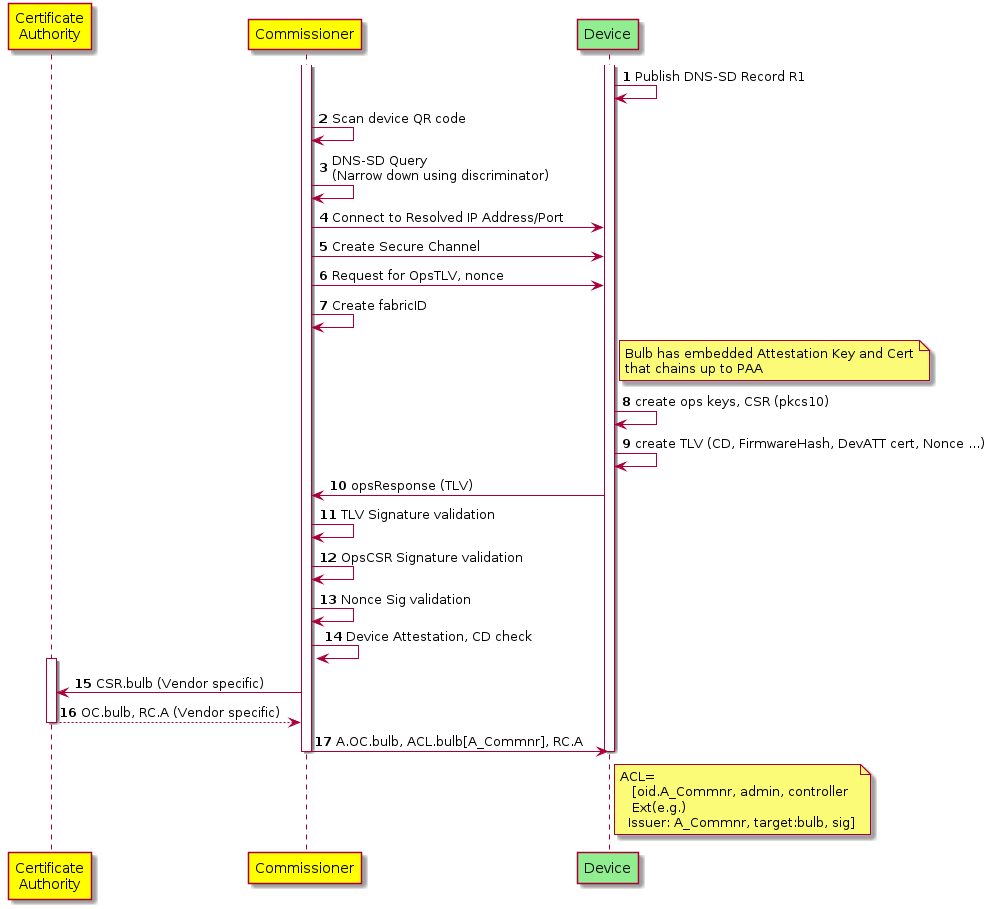 Certificate
Authority
Commissioner
Device
1 Publish DNS-SD Record R1
2 Scan device QR code
3 DNS-SD Query
(Narrow down using discriminator)
4 Connect to Resolved IP Address/Port
5 Create Secure Channel
6 Request for OpsTLV, nonce
7 Create fabricID
Bulb has embedded Attestation Key and Cert
that chains up to PAA
8 create ops keys, CSR (pkcs10)
9 create TLV (CD, FirmwareHash, DevATT cert, Nonce ...)
10 opsResponse (TLV)
11 TLV Signature validation
12 OpsCSR Signature validation
13 Nonce Sig validation
14 Device Attestation, CD check
15 CSR.bulb (Vendor specific)
16 OC.bulb, RC.A (Vendor specific)
17 A.OC.bulb, ACL.bulb[A_Commnr], RC.A
ACL=
[oid.A_Commnr, admin, controller
Ext(e.g.)
Issuer: A_Commnr, target:bulb, sig]
Certificate
Authority
Commissioner
Device